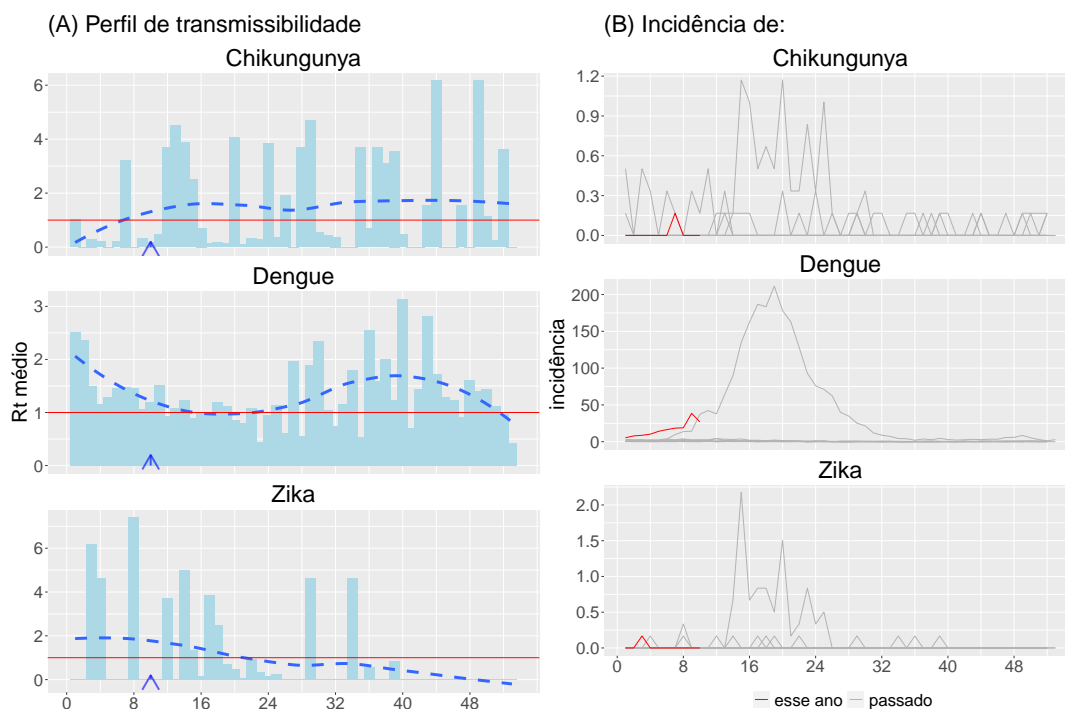 (A) Perfil de transmissibilidade
Chikungunya
6
4
2
0
Dengue
3
2
1
0
Zika
6
4
2
0
0 8 16 24 32 40 48
Rt médio
(B) Incidência de:
Chikungunya
1.2
0.9
0.6
0.3
0.0
Dengue
200
150
100
50
0
Zika
2.0
1.5
1.0
0.5
0.0
0 8 16 24 32 40 48
incidência
esse ano passado